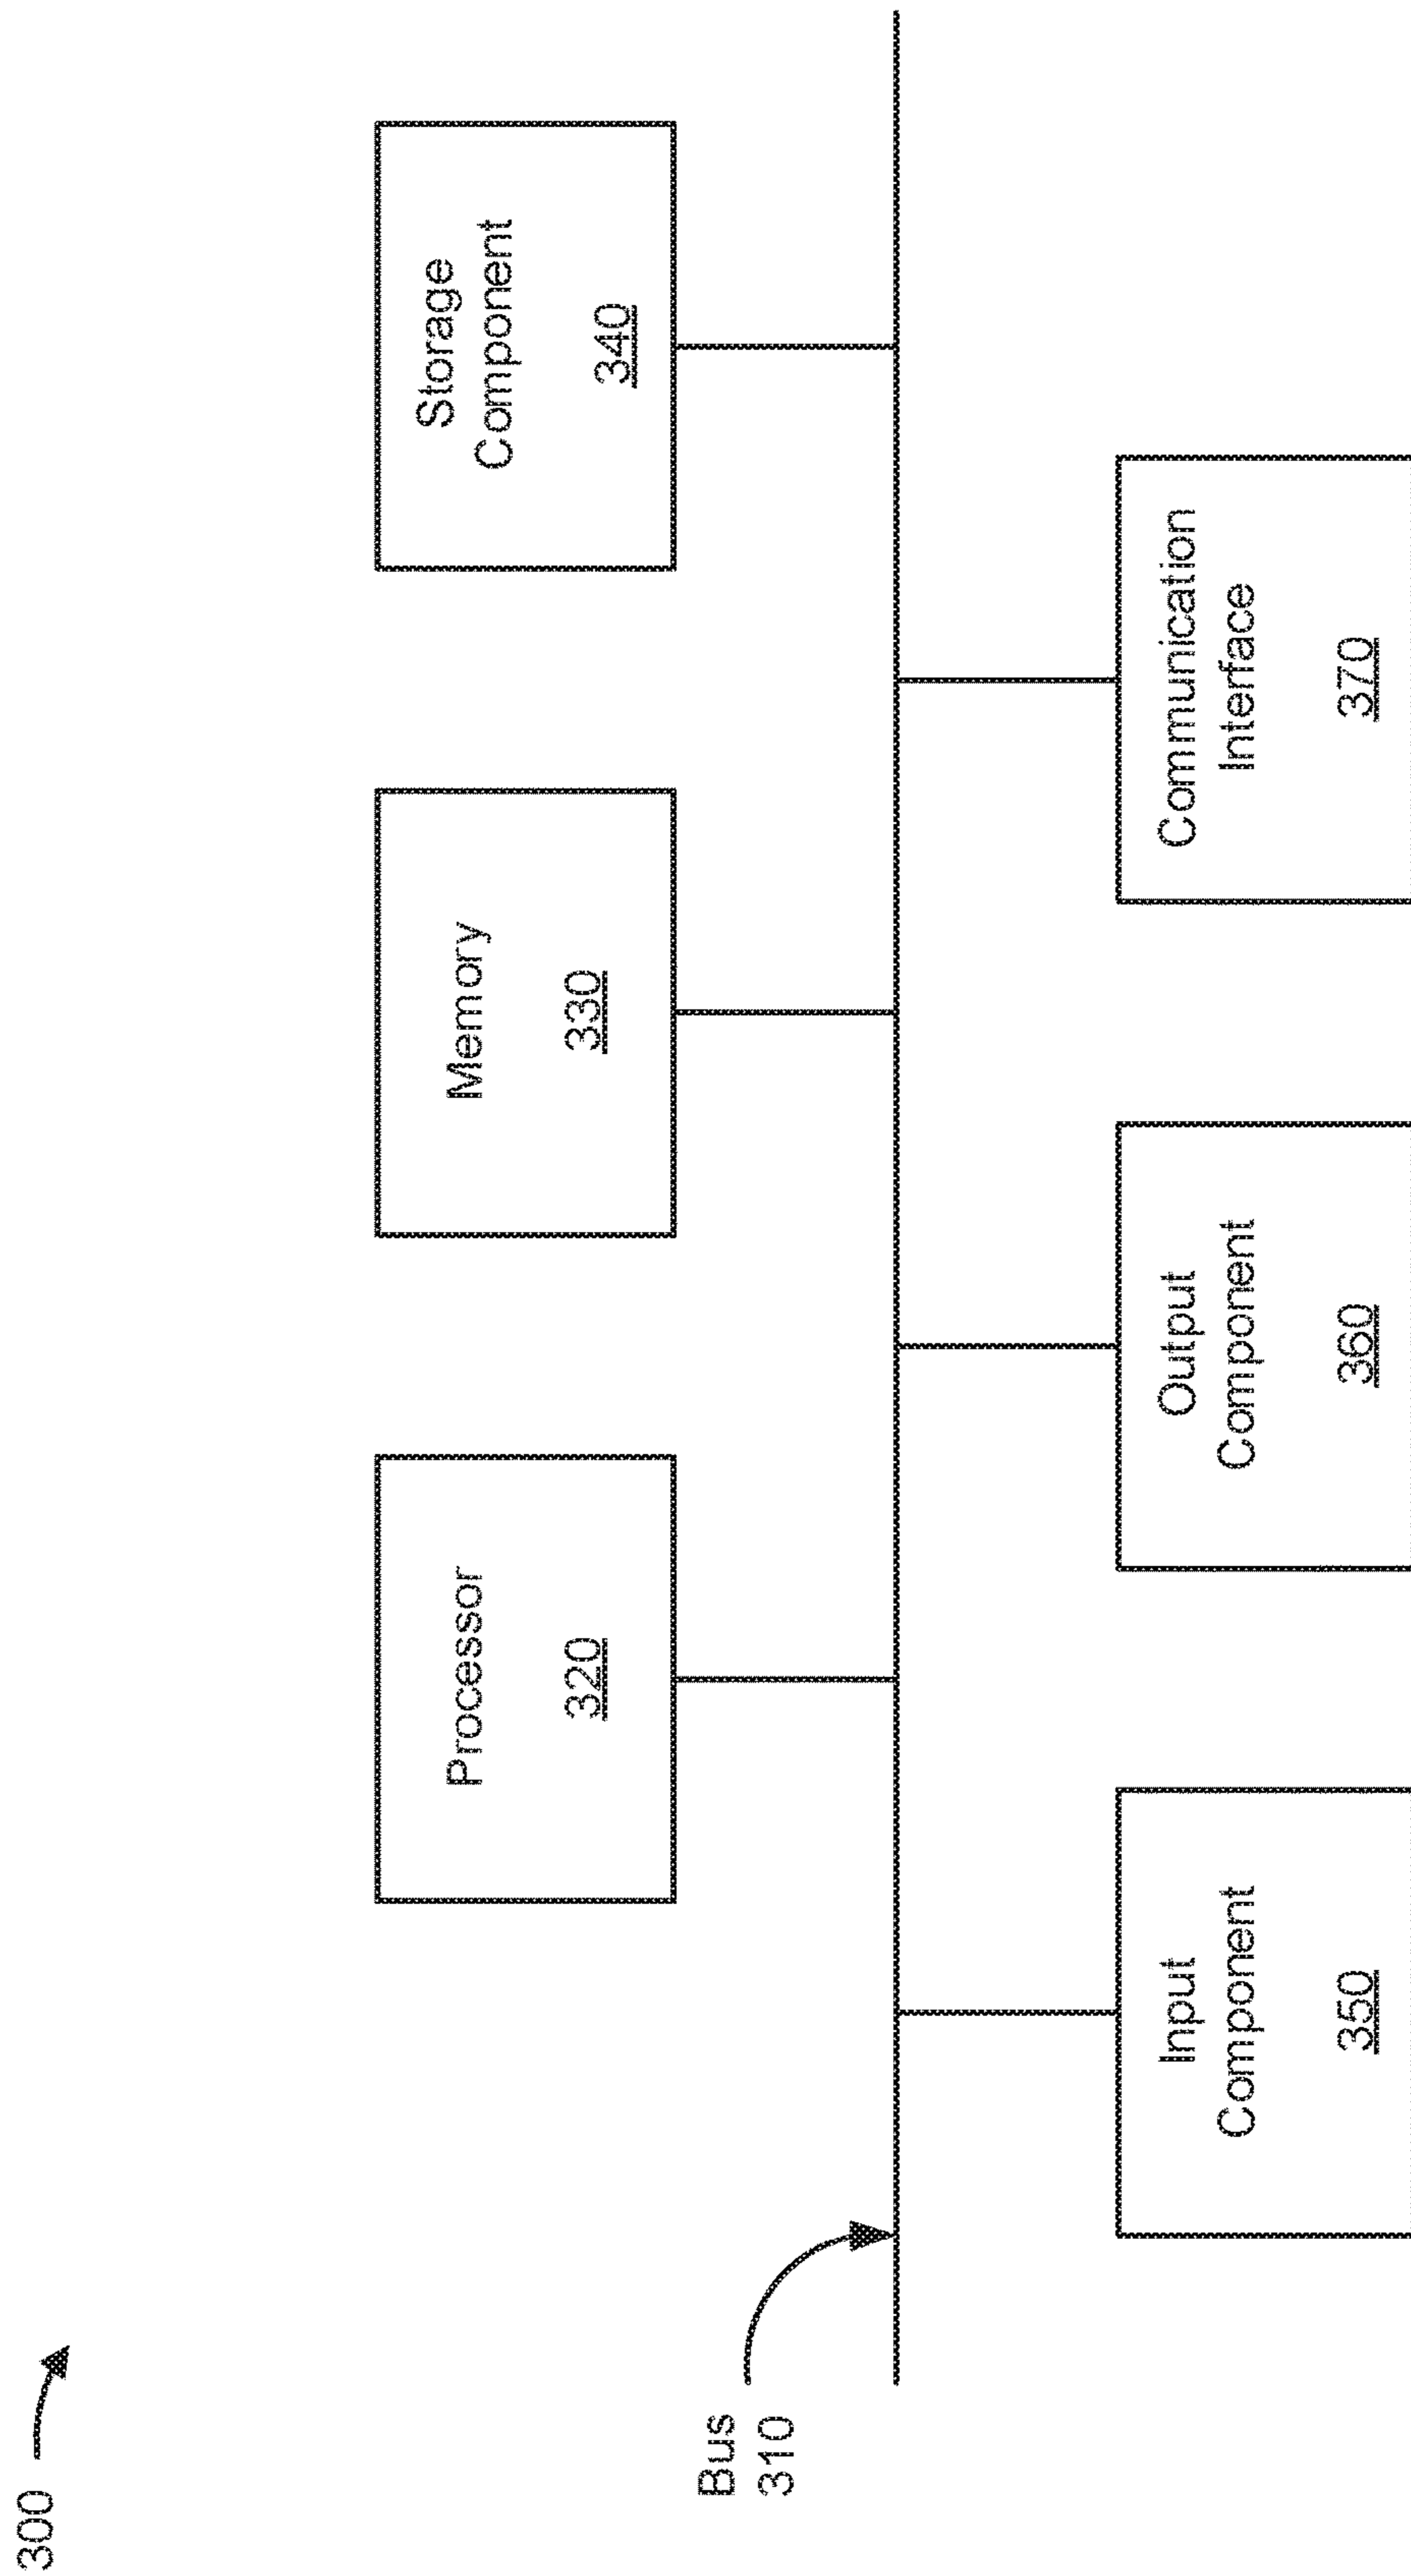 300
Bus
310
Processor
320
Memory
330
Storage
Component
340
Input
Component
350
Output
Component
360
Communication
Interface
370